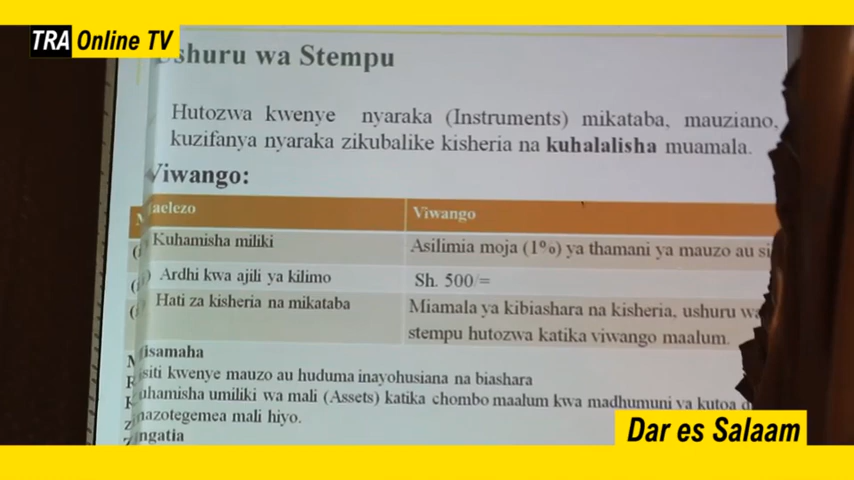 TRA Online TV
Ushuru wa Stempu
Hutozwa kwenye nyaraka (Instruments) mikataba, mauziano,
kuzifanya nyaraka zikubalike kisheria na kuhalalisha muamala.
Viwango:
Maelezo Viwango
Kuhamisha miliki Asilimia moja (1%) ya thamani ya mauzo au
Ardhi kwa ajili ya kilimo Sh. 500/=
Hati za kisheria na mikataba Miamala ya kibiashara na kisheria, ushuru wa
stempu hutozwa katika viwango maalum.
Misamaha
Risiti kwenye mauzo au huduma inayohusiana na biashara
Kuhamisha umiliki wa mali (Assets) katika chombo maalum kwa madhumuni ya kutoa
zinazotegemea mali hiyo.
Zingatia
Dar es Salaam